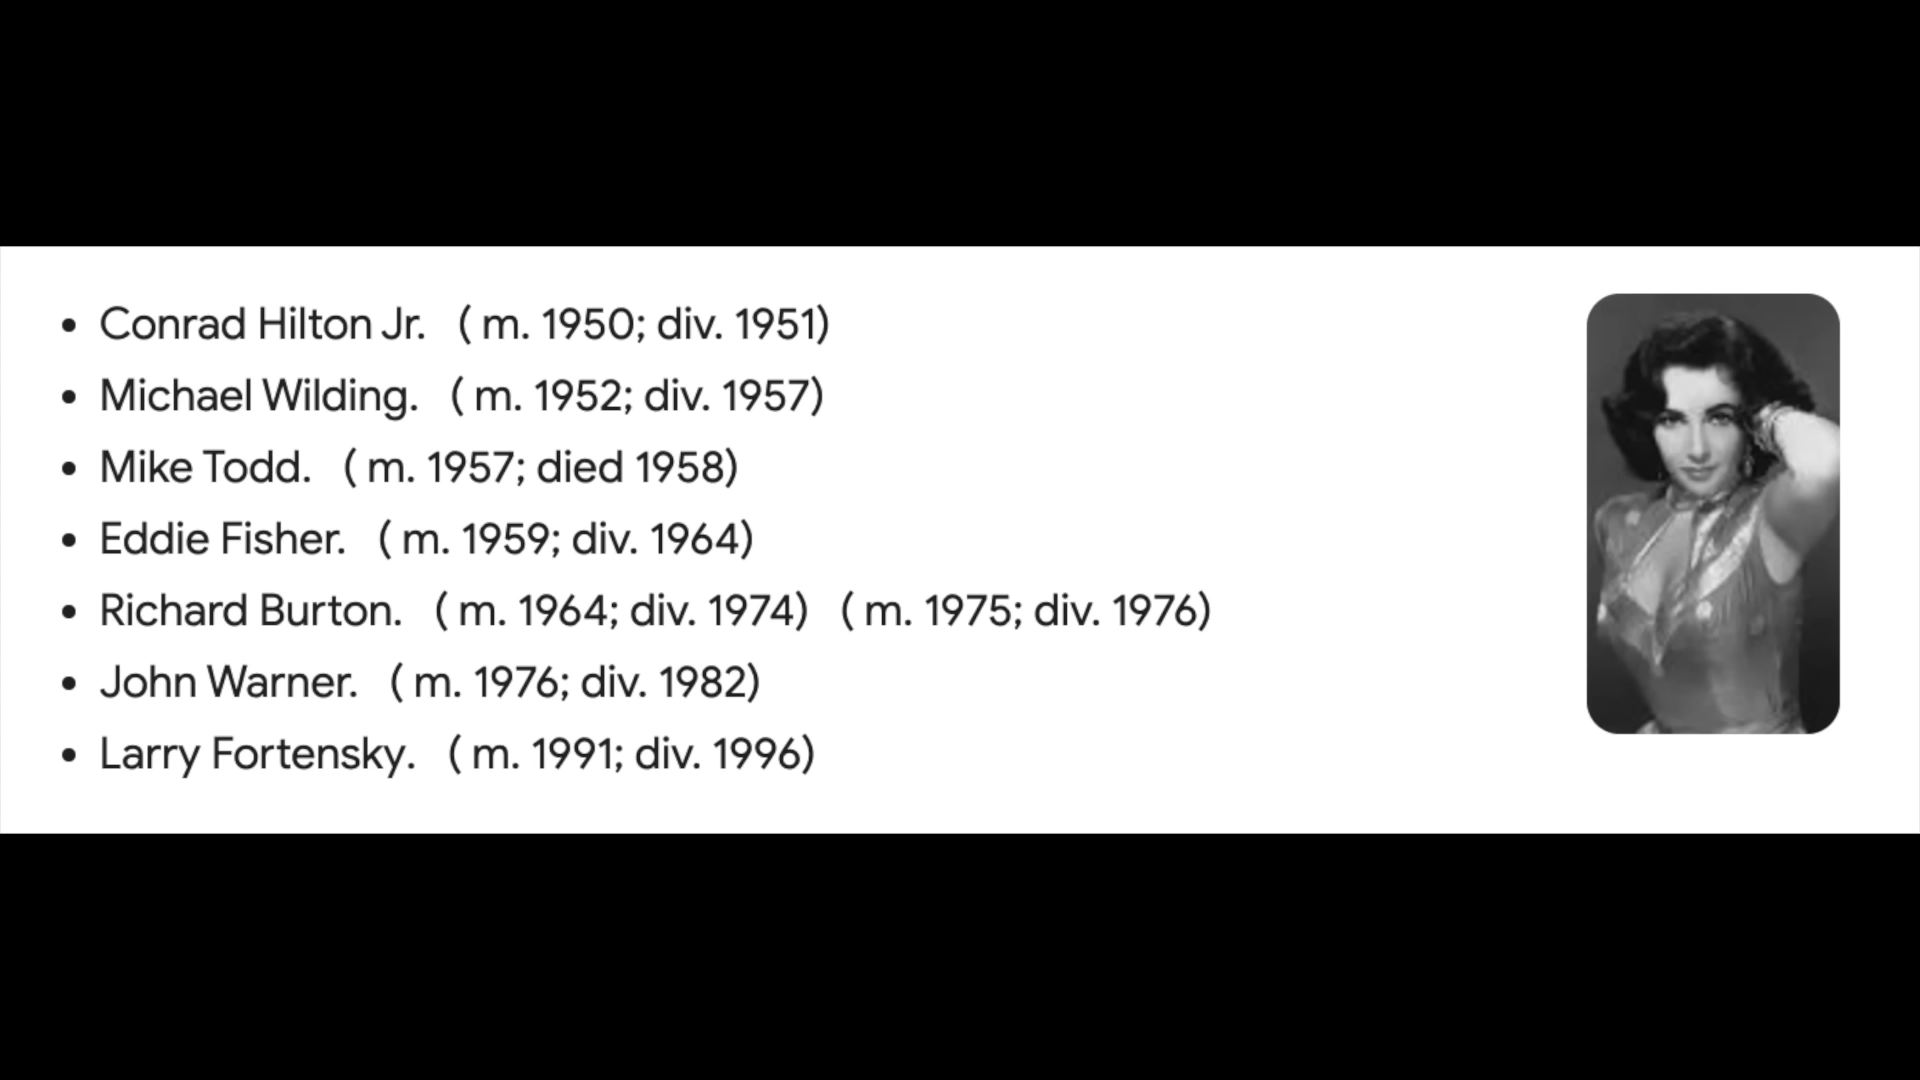 • Conrad Hilton Jr. ( m. 1950; div. 1951)
• Michael Wilding. ( m. 1952; div. 1957)
• Mike Todd. ( m. 1957; died 1958)
• Eddie Fisher. ( m. 1959; div. 1964)
• Richard Burton. ( m. 1964; div. 1974) ( m. 1975; div. 1976)
• John Warner. ( m. 1976; div. 1982)
• Larry Fortensky. ( m. 1991; div. 1996)